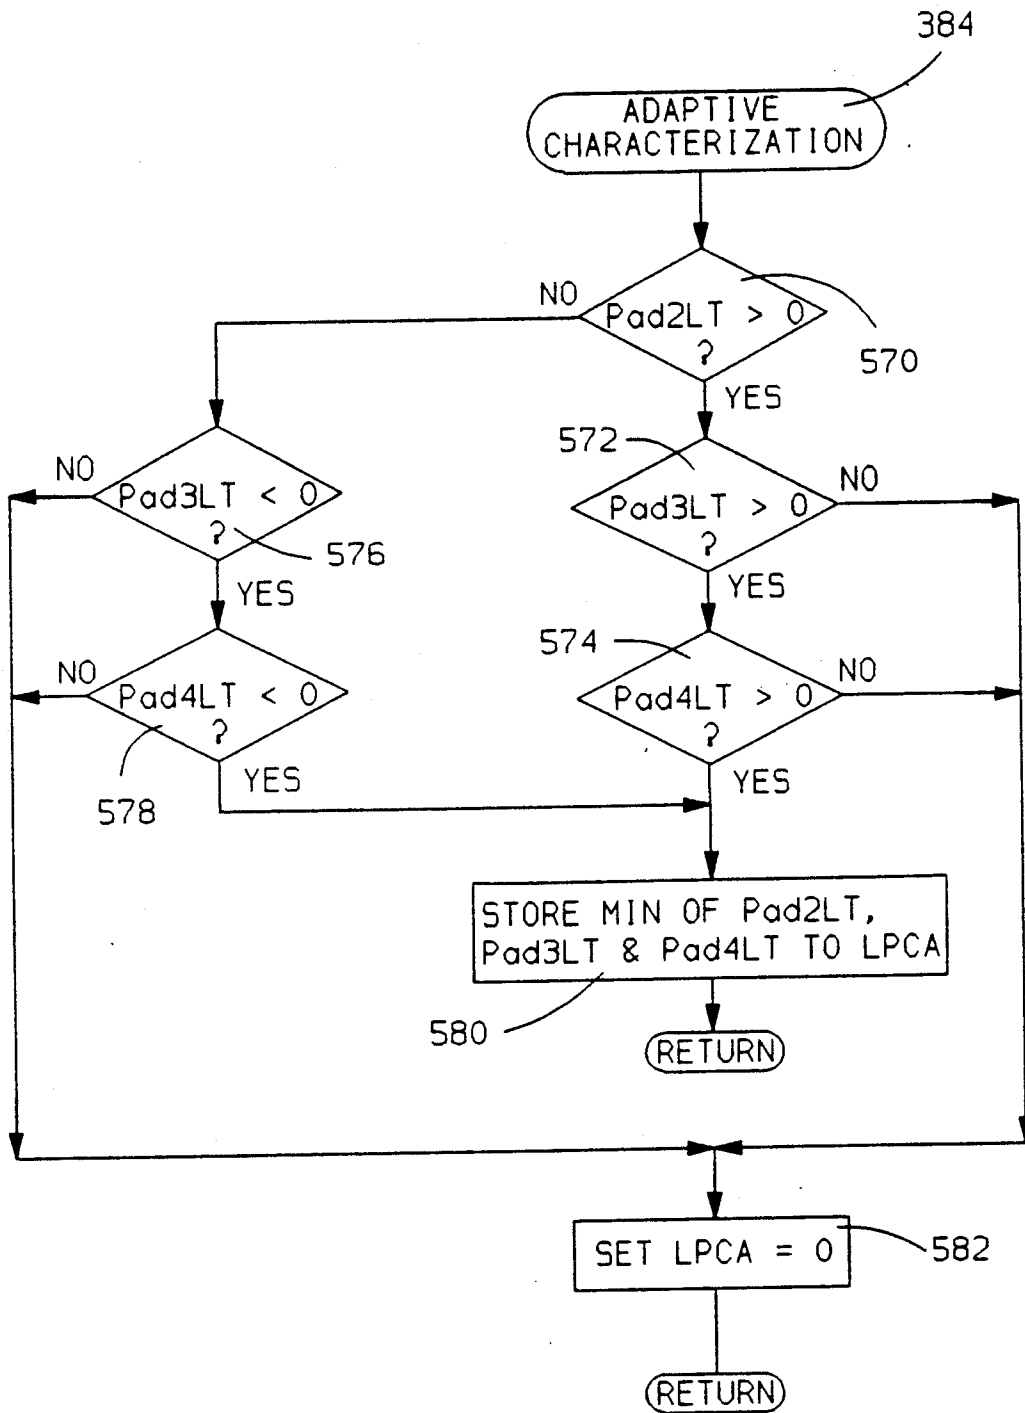 384
ADAPTIVE
CHARACTERIZATION
NO
Pad2LT > 0
?
570
YES
572
NO
Pad3LT < 0
?
576
Pad3LT > 0
?
NO
YES
YES
574
NO
Pad4LT < 0
?
578
Pad4LT > 0
?
NO
YES
YES
STORE MIN OF Pad2LT,
Pad3LT & Pad4LT TO LPCA
580
RETURN
SET LPCA = 0
582
RETURN